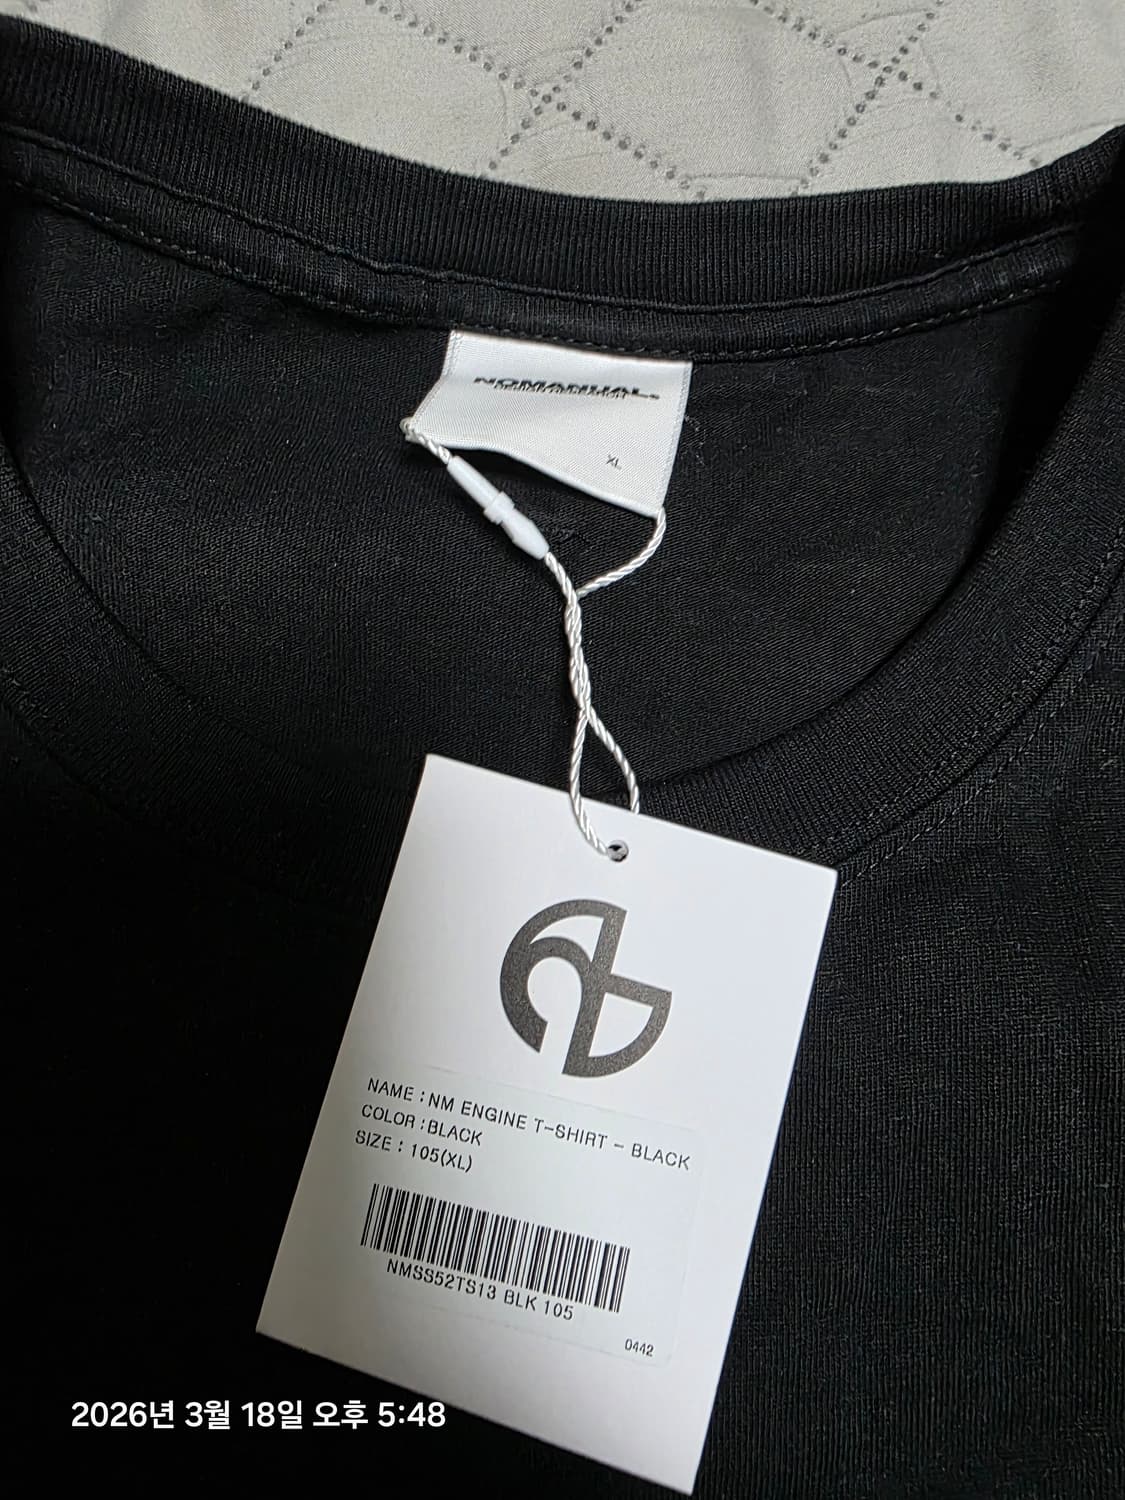 NOMANUAL.
XL
NAME : NM ENGINE T-SHIRT - BLACK
COLOR : BLACK
SIZE : 105(XL)
NMSS52TS13 BLK 105
0442
2026년 3월 18일 오후 5:48